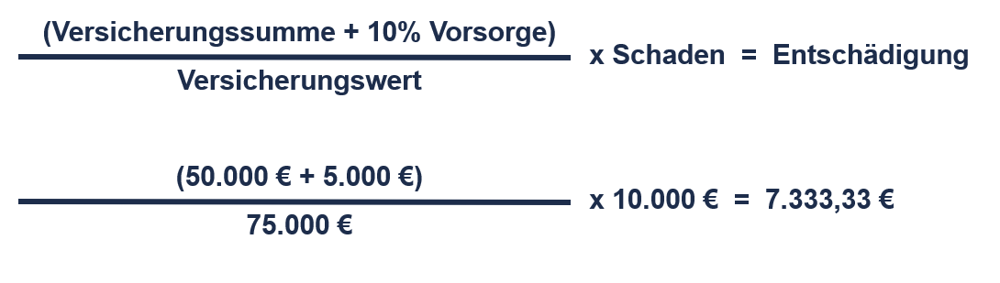 (Versicherungssumme + 10% Vorsorge)
x Schaden = Entschädigung
Versicherungswert
(50.000 € + 5.000 €)
x 10.000 € = 7.333,33 €
75.000 €